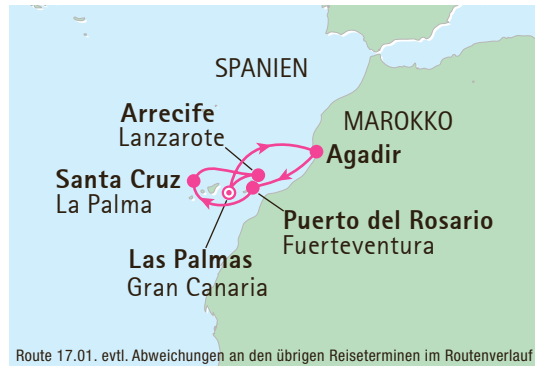 SPANIEN
Arrecife
Lanzarote
MAROKKO
Agadir
Santa Cruz
La Palma
Puerto del Rosario
Fuerteventura
Las Palmas
Gran Canaria
Route 17.01. evtl. Abweichungen an den übrigen Reiseterminen im Routenverlauf